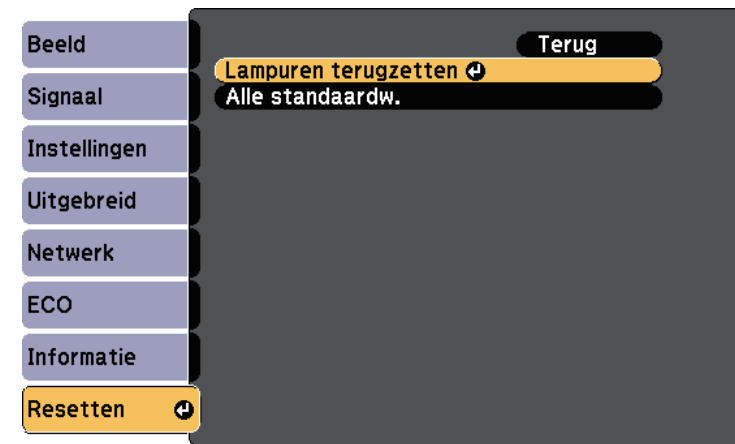 Beeld
Signaal
Instellingen
Uitgebreid
Netwerk
ECO
Informatie
Resetten
Terug
Lampuren terugzetten
Alle standaardw.